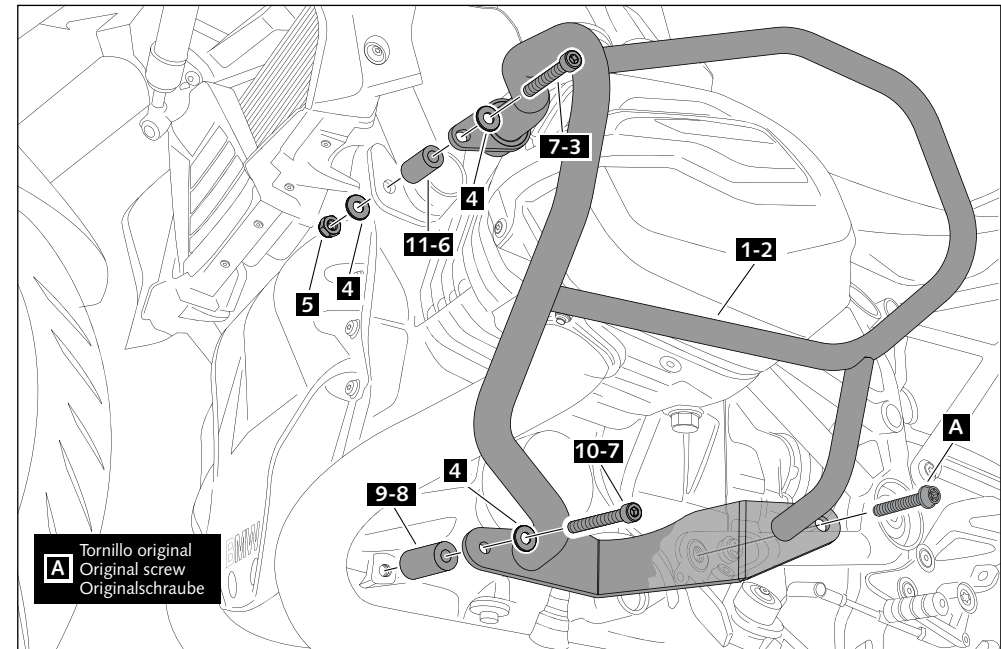 7-3
4
11-6
4
5
1-2
A
10-7
4
9-8
A
Tornillo original
Original screw
Originalschraube
BMW